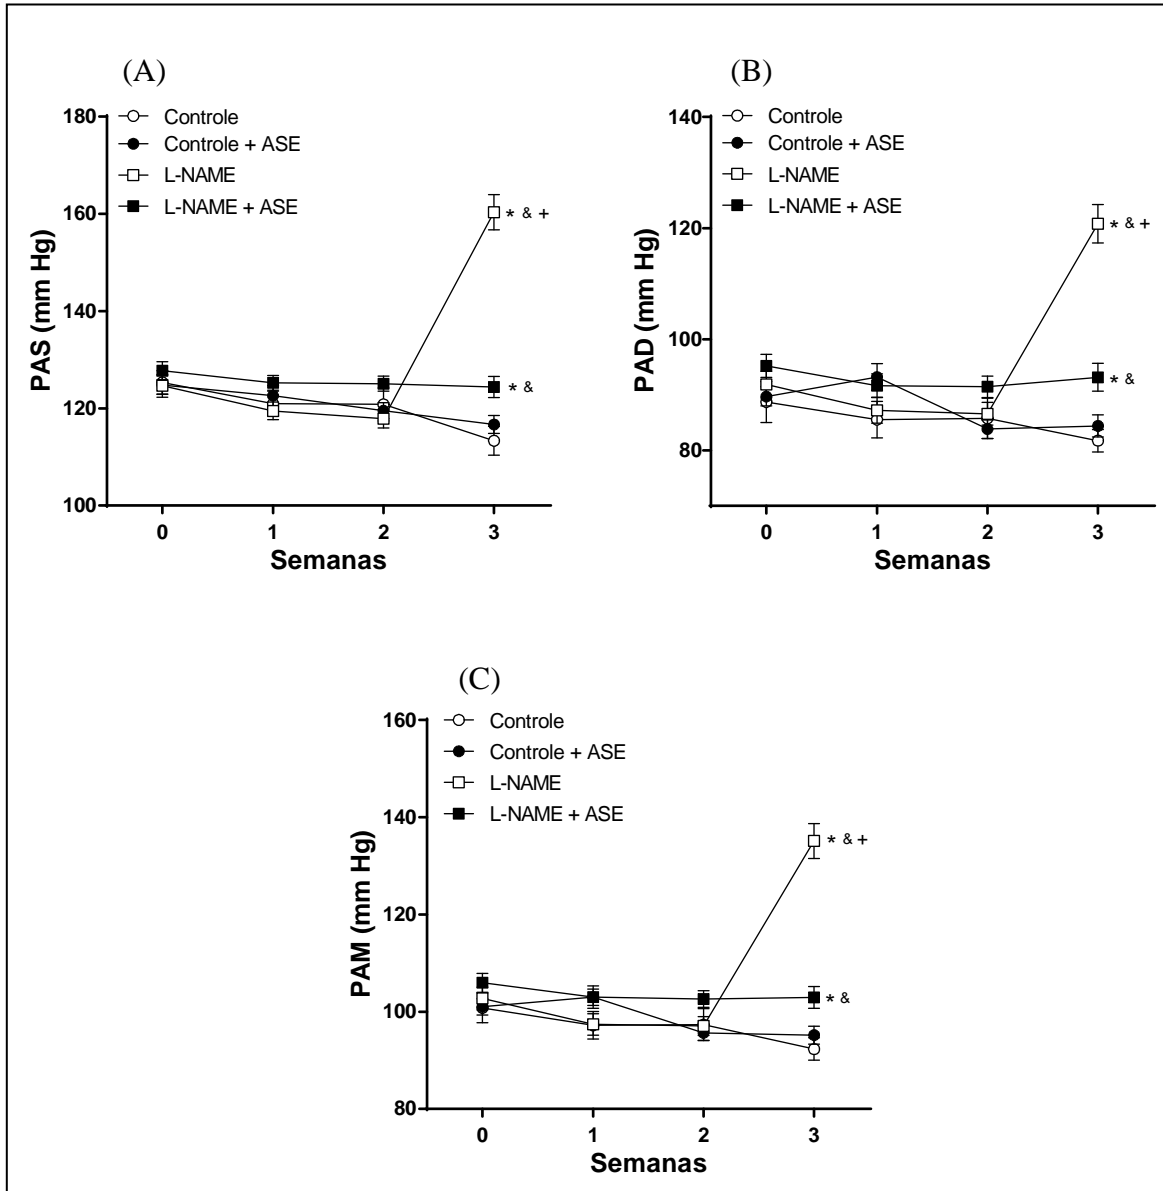 (A)
Controle
Controle + ASE
L-NAME
L-NAME + ASE
180
160
140
120
100
PAS (mm Hg)
* & +
* &
0 1 2 3
Semanas
(B)
Controle
Controle + ASE
L-NAME
L-NAME + ASE
140
120
100
80
PAD (mm Hg)
* & +
* &
0 1 2 3
Semanas
(C)
Controle
Controle + ASE
L-NAME
L-NAME + ASE
160
140
120
100
80
PAM (mm Hg)
* & +
* &
0 1 2 3
Semanas